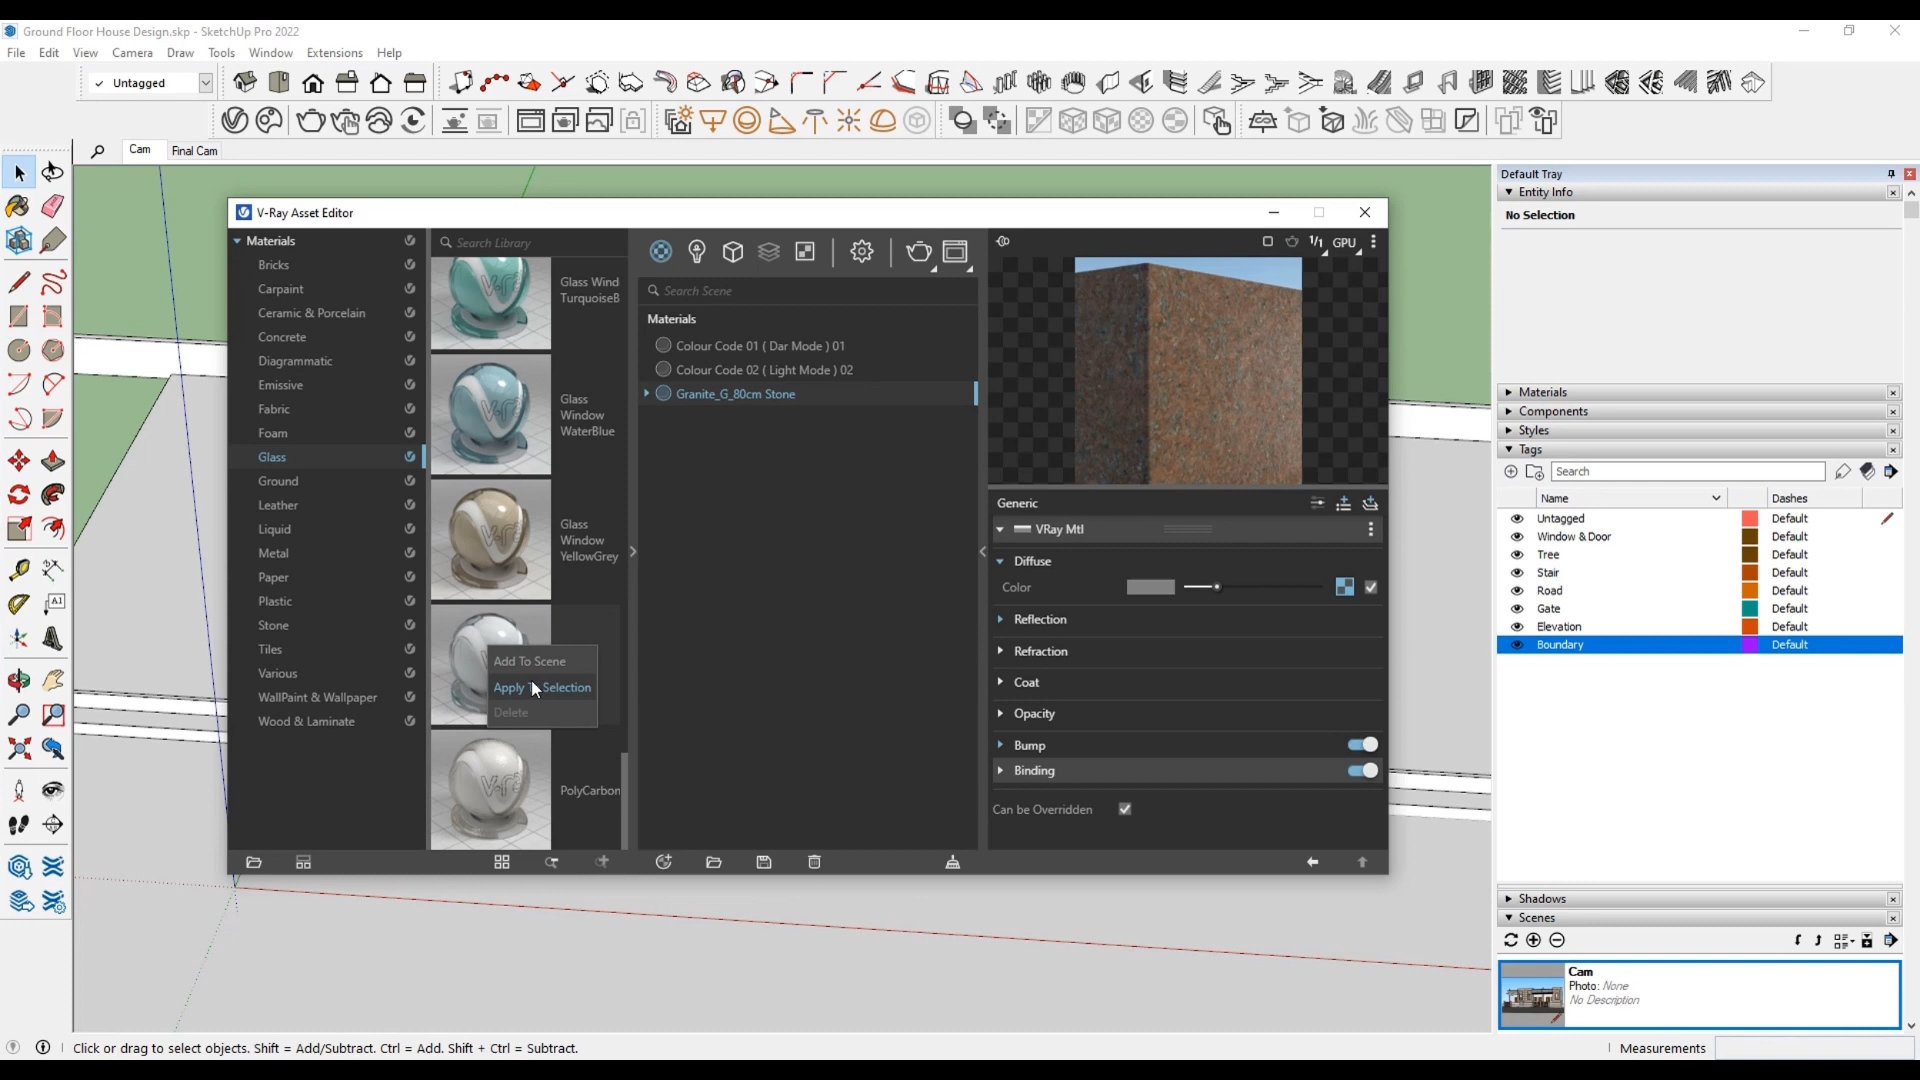 Ground Floor House Design.skp - SketchUp Pro 2022
File Edit View Camera Draw Tools Window Extensions Help
Untagged
Cam Final Cam
V-Ray Asset Editor
Materials
Bricks
Carpaint
Ceramic & Porcelain
Concrete
Diagrammatic
Emissive
Fabric
Foam
Glass
Ground
Leather
Liquid
Metal
Paper
Plastic
Stone
Tiles
Various
WallPaint & Wallpaper
Wood & Laminate
Search Library
Glass Wind
TurquoiseB
Glass
Window
WaterBlue
Glass
Window
YellowGrey
Add To Scene
Apply Selection
Delete
PolyCarbon
Search Scene
Materials
Colour Code 01 ( Dar Mode ) 01
Colour Code 02 ( Light Mode ) 02
Granite_G_80cm Stone
1/1 GPU
Generic
VRay Mtl
Diffuse
Color
Reflection
Refraction
Coat
Opacity
Bump
Binding
Can be Overridden
Default Tray
Entity Info
No Selection
Materials
Components
Styles
Tags
Search
Name Dashes
Untagged Default
Window & Door Default
Tree Default
Stair Default
Road Default
Gate Default
Elevation Default
Boundary Default
Shadows
Scenes
Cam
Photo: None
No Description
Click or drag to select objects. Shift = Add/Subtract. Ctrl = Add. Shift + Ctrl = Subtract.
Measurements